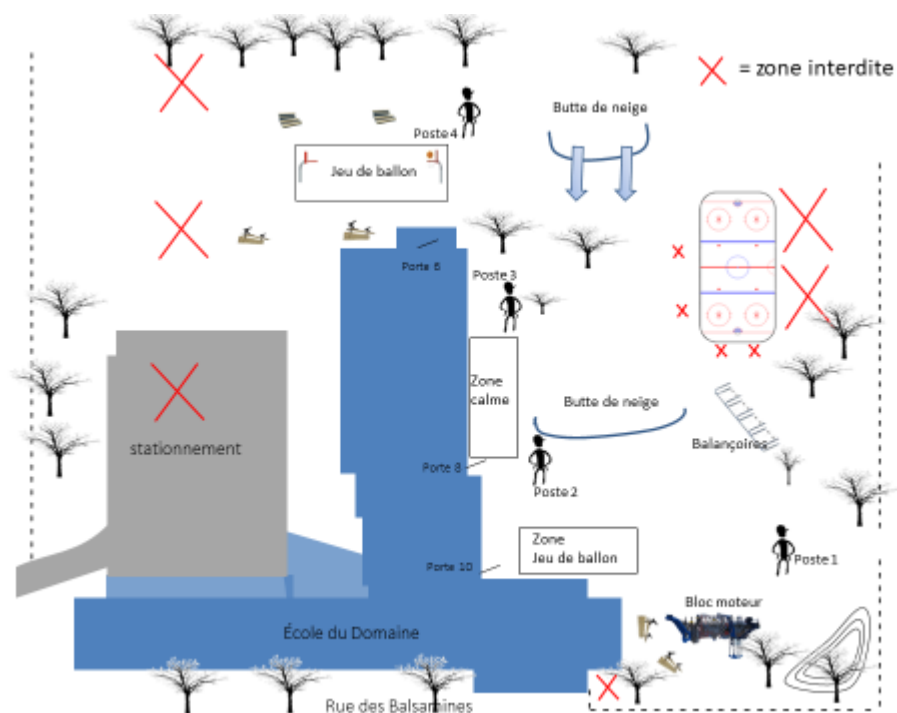 = zone interdite
Butte de neige
Poste 4
Jeu de ballon
Porte 6
Poste 3
Zone
calme
Butte de neige
stationnement
Balançoires
Porte 8
Poste 2
Zone
Jeu de ballon
Poste 1
Porte 10
Bloc moteur
École du Domaine
Rue des Balsamines